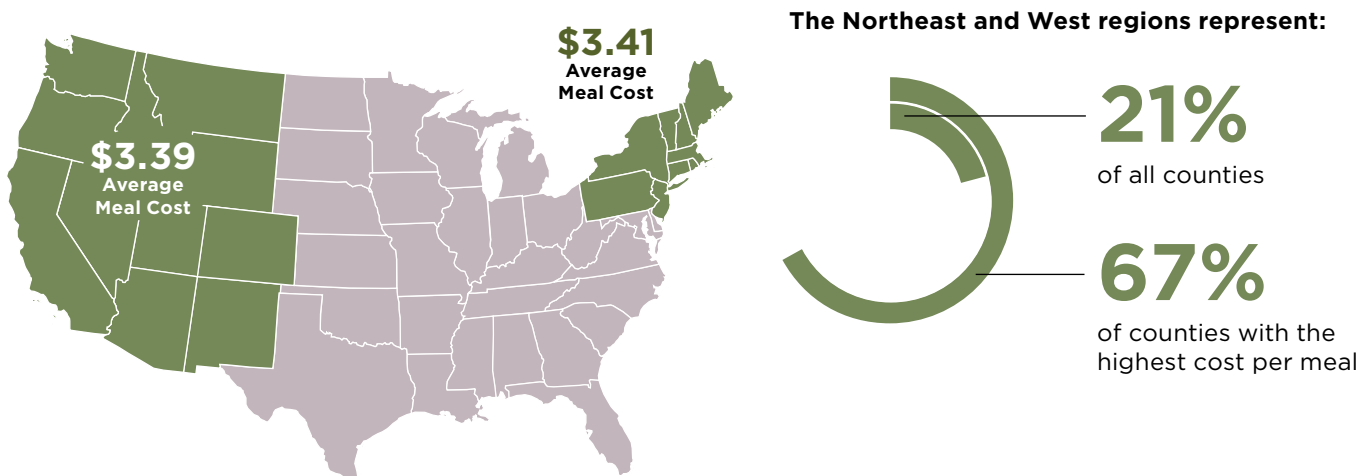 $3.39
Average
Meal Cost
$3.41
Average
Meal Cost
The Northeast and West regions represent:
21%
of all counties
67%
of counties with the
highest cost per meal